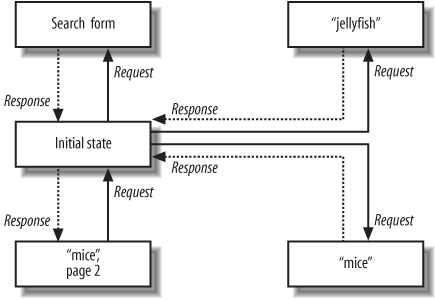 Search form
“jellyfish”
Request
Request
Response
Response
Initial state
Response
Request
Response
Request
“mice”,
page 2
“mice”